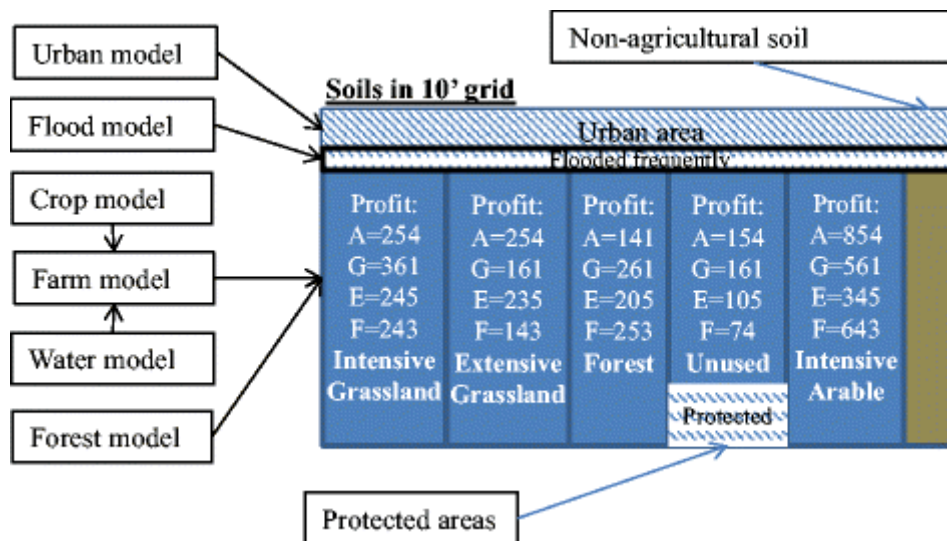 Urban model
Non-agricultural soil
Soils in 10’ grid
Flood model
Urban area
Flooded frequently
Crop model
Farm model
Water model
Forest model
Profit:
A=254
G=361
E=245
F=243
Intensive
Grassland
Profit:
A=254
G=161
E=235
F=143
Extensive
Grassland
Profit:
A=141
G=261
E=205
F=253
Forest
Profit:
A=154
G=161
E=105
F=74
Unused
Protected
Profit:
A=854
G=561
E=345
F=643
Intensive
Arable
Protected areas